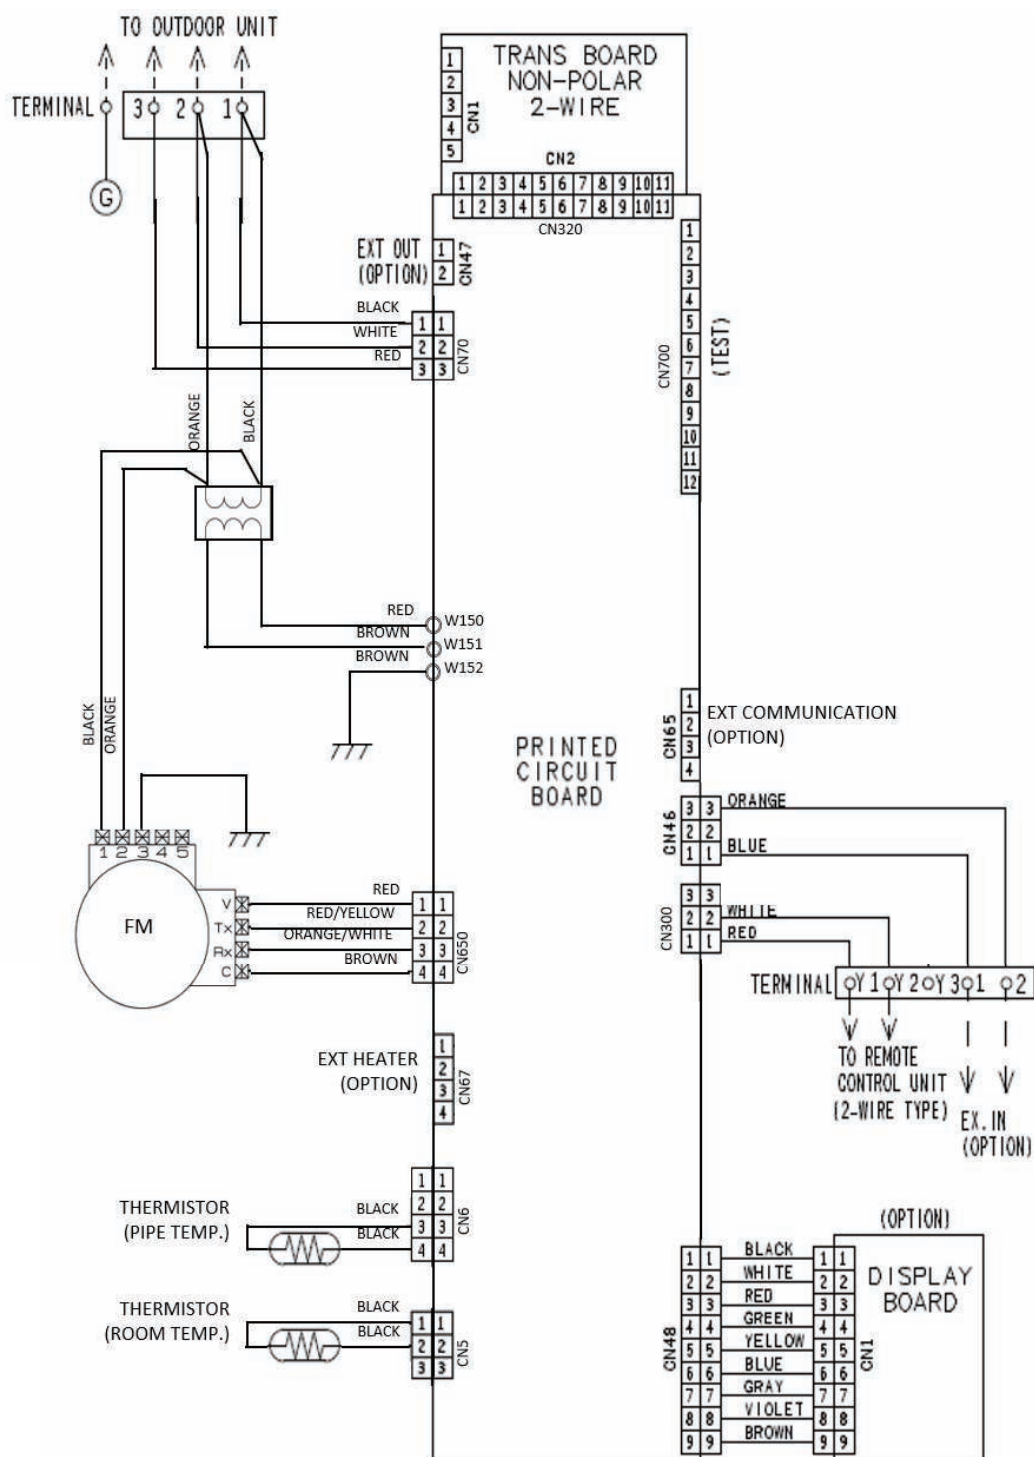 TO OUTDOOR UNIT
TERMINAL
3
2
1
G
TRANS BOARD
NON-POLAR
2-WIRE
1
2
3
4
5
CN1
CN2
1 2 3 4 5 6 7 8 9 10 11
1 2 3 4 5 6 7 8 9 10 11
CN320
EXT OUT
(OPTION)
1
2
CN47
BLACK
WHITE
RED
1 1
2 2
3 3
CN70
1
2
3
4
5
6
7
8
9
10
11
12
CN700
(TEST)
ORANGE
BLACK
RED
BROWN
BROWN
W150
W151
W152
BLACK
ORANGE
PRINTED
CIRCUIT
BOARD
1
2
3
4
CN65
EXT COMMUNICATION
(OPTION)
3 3
2 2
1 1
CN46
ORANGE
BLUE
3 3
2 2
1 1
CN300
WHITE
RED
TERMINAL
Y1
Y2
Y3
1
2
TO REMOTE
CONTROL UNIT
(2-WIRE TYPE)
EX.IN
(OPTION)
1 2 3 4 5
FM
V
Tx
Rx
C
RED
RED/YELLOW
ORANGE/WHITE
BROWN
1 1
2 2
3 3
4 4
CN650
EXT HEATER
(OPTION)
1
2
3
4
CN67
THERMISTOR
(PIPE TEMP.)
BLACK
BLACK
1 1
2 2
3 3
4 4
CN6
THERMISTOR
(ROOM TEMP.)
BLACK
BLACK
1 1
2 2
3 3
CN5
(OPTION)
DISPLAY
BOARD
CN48
1 1 BLACK 1 1
2 2 WHITE 2 2
3 3 RED 3 3
4 4 GREEN 4 4
5 5 YELLOW 5 5
6 6 BLUE 6 6
7 7 GRAY 7 7
8 8 VIOLET 8 8
9 9 BROWN 9 9
CN1